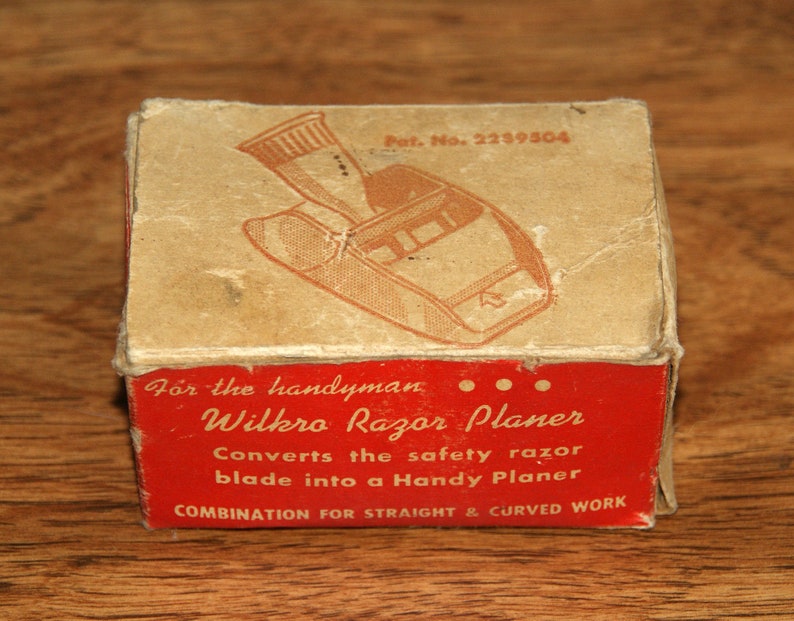 Pat. No. 2239504
For the handyman
Wilkro Razor Planer
Converts the safety razor
blade into a Handy Planer
COMBINATION FOR STRAIGHT & CURVED WORK